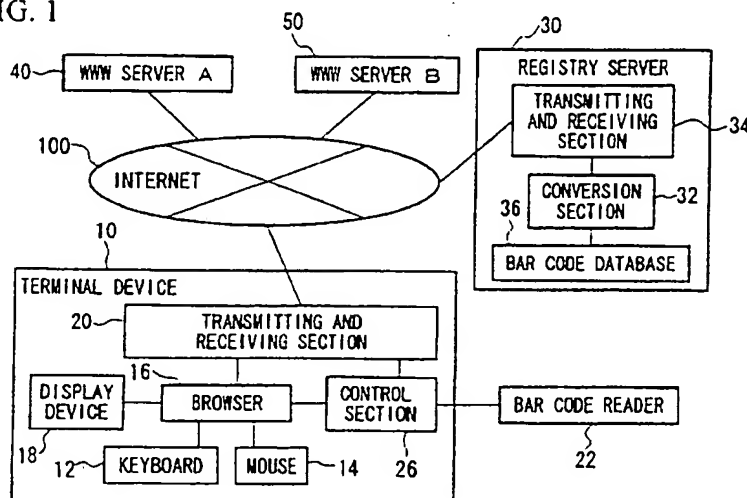 FIG. 1
50
30
40
WWW SERVER A
WWW SERVER B
REGISTRY SERVER
TRANSMITTING
AND RECEIVING
SECTION
34
100
INTERNET
CONVERSION
SECTION
32
36
BAR CODE DATABASE
10
TERMINAL DEVICE
20
TRANSMITTING AND
RECEIVING SECTION
16
DISPLAY
DEVICE
BROWSER
CONTROL
SECTION
BAR CODE READER
18
12
KEYBOARD
MOUSE
14
26
22